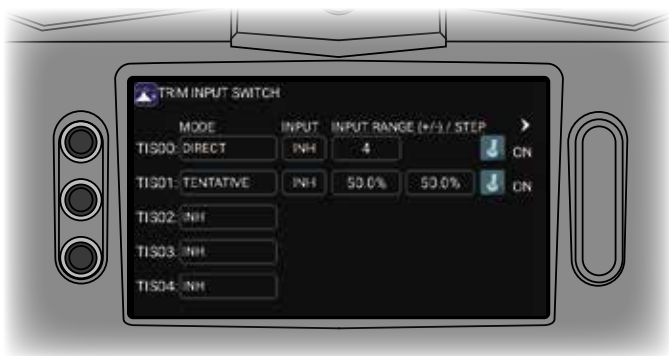 TRIM INPUT SWITCH
MODE INPUT INPUT RANGE (+/-) / STEP
TIS00: DIRECT INH 4 ON
TIS01: TENTATIVE INH 50.0% 50.0% ON
TIS02: INH
TIS03: INH
TIS04: INH